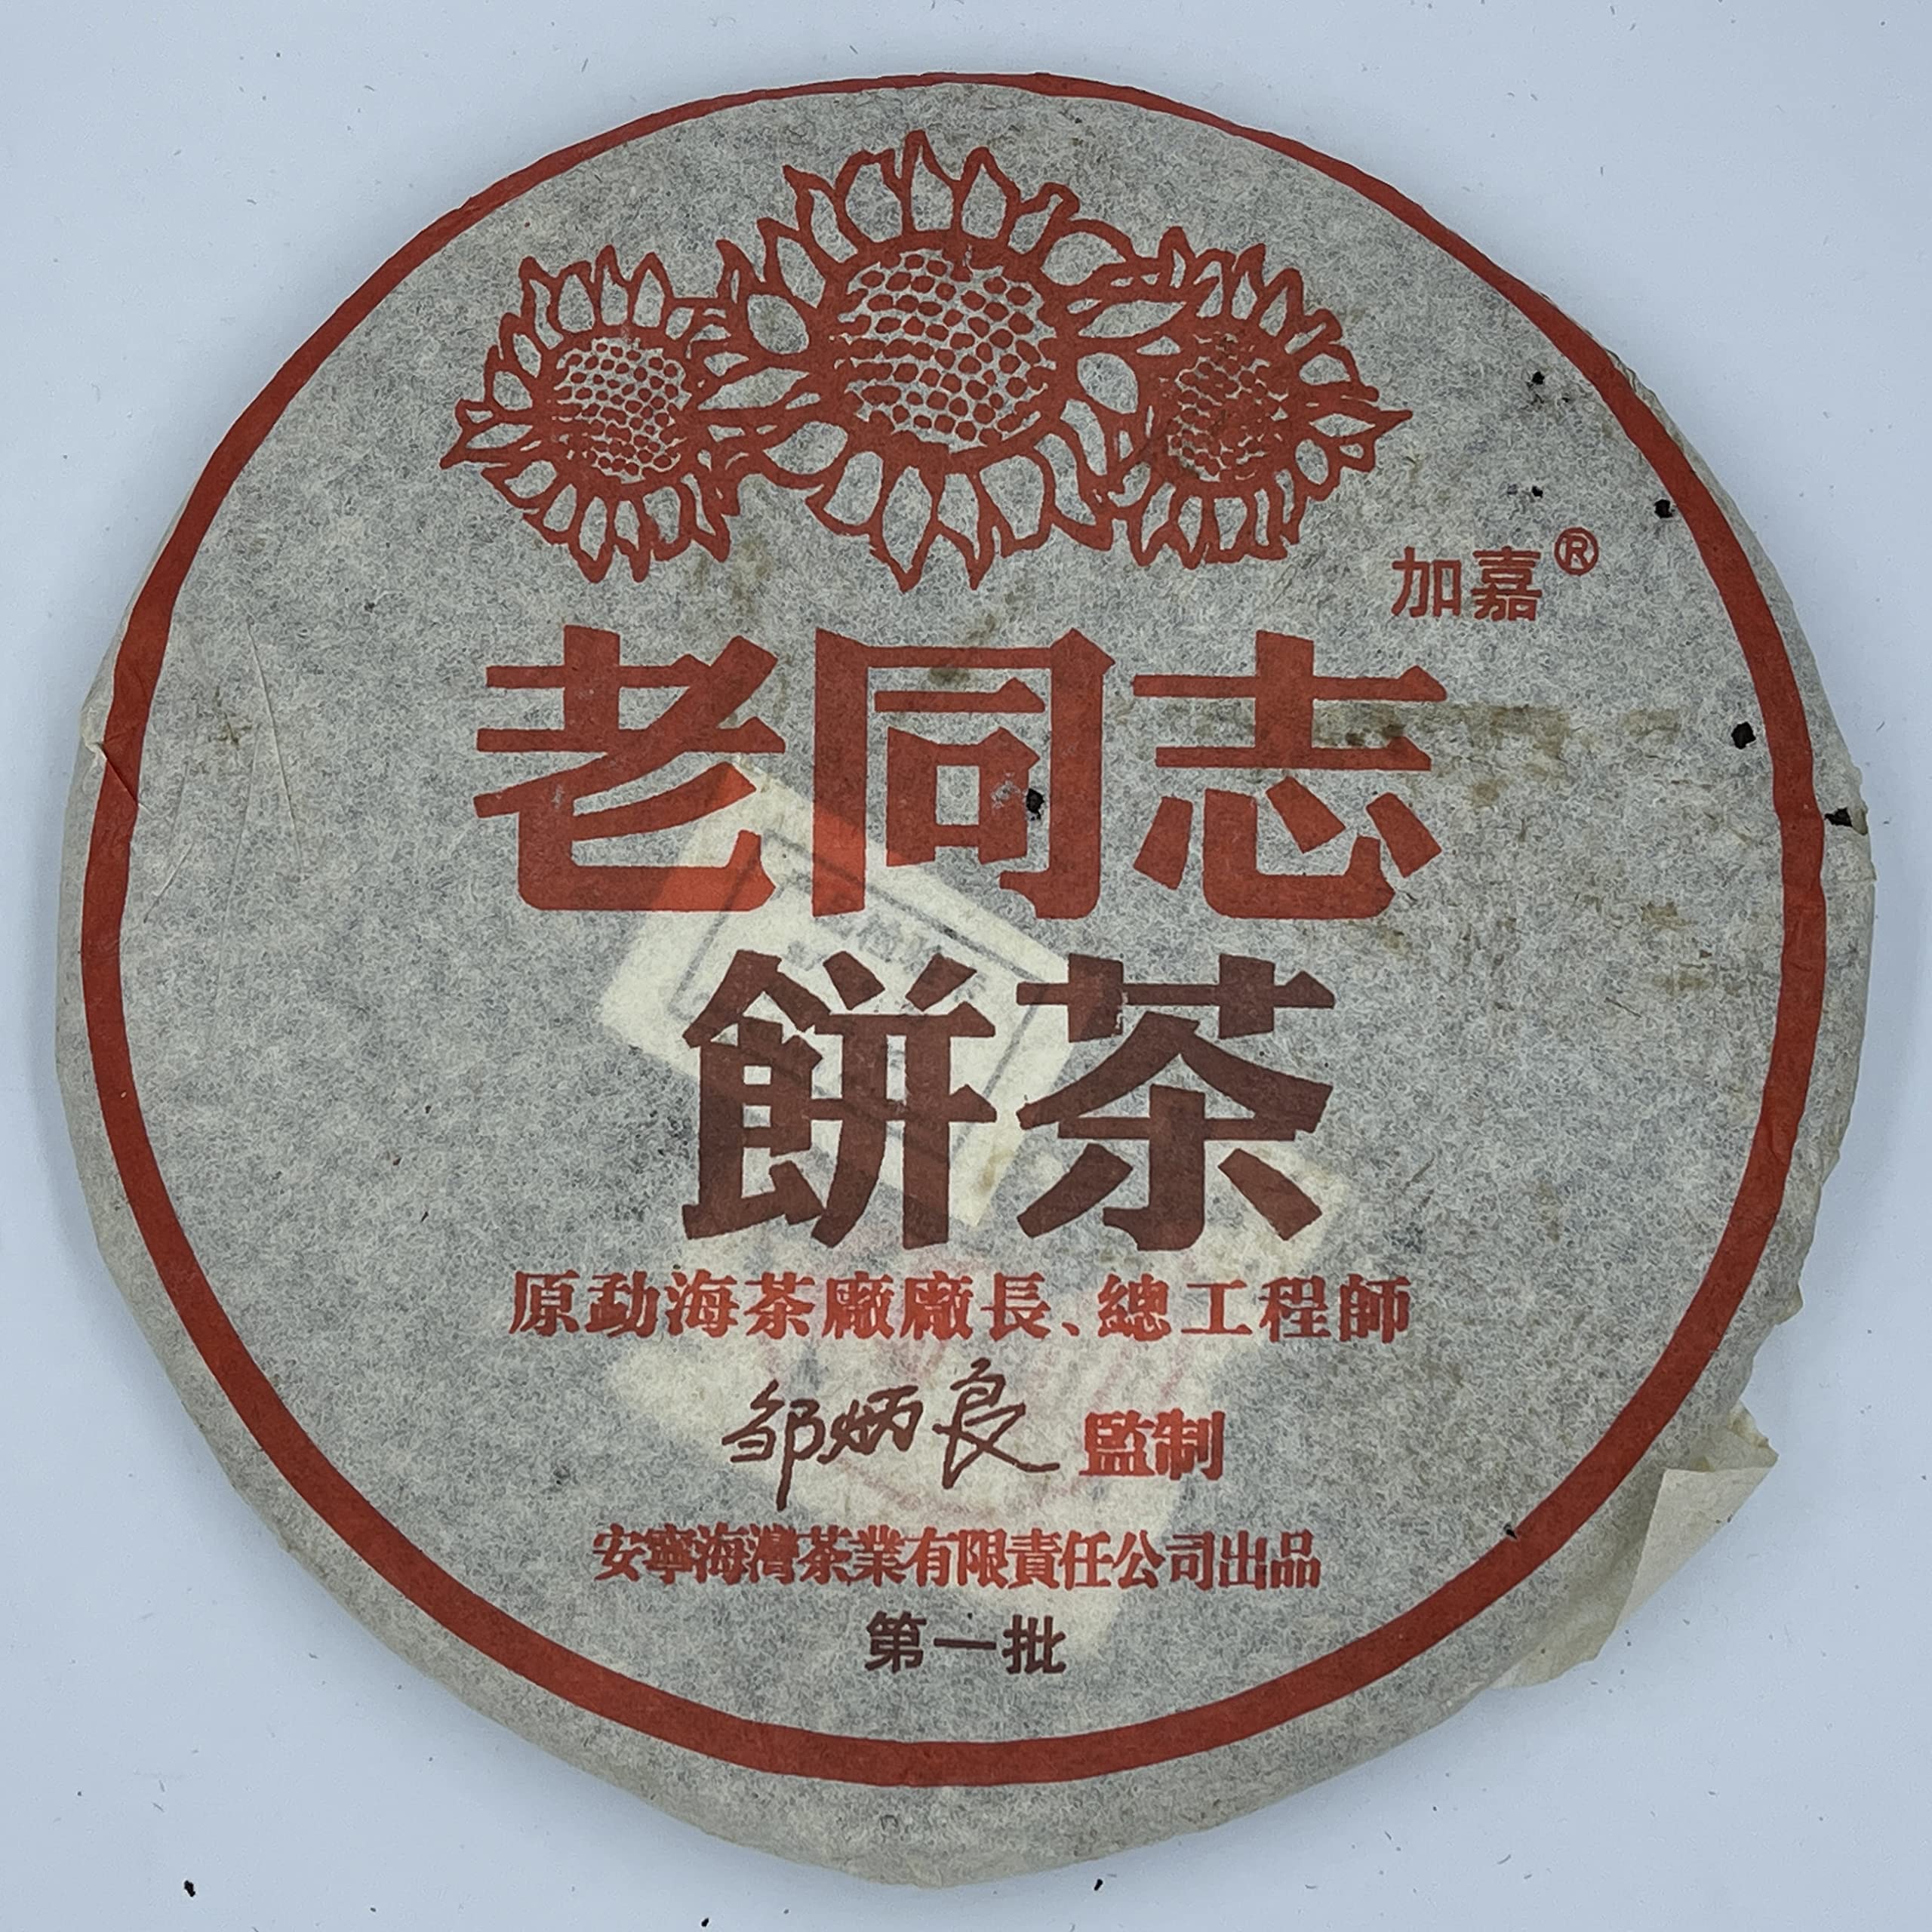 加嘉®
老同志
餅茶
原勐海茶廠廠長、總工程師
邹炳良 監制
安寧海灣茶業有限責任公司出品
第一批